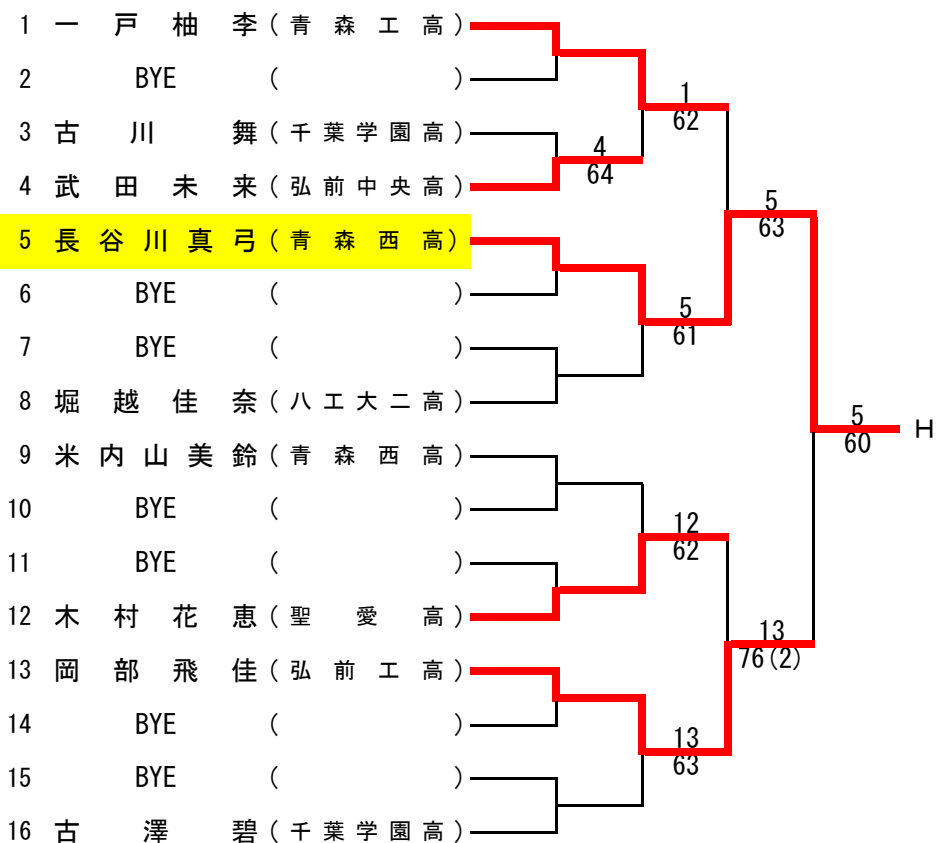 1 一戸柚李(青森工高)
2 BYE ( )
3 古川舞(千葉学園高)
4 武田未来(弘前中央高)
5 長谷川真弓(青森西高)
6 BYE ( )
7 BYE ( )
8 堀越佳奈(八工大二高)
9 米内山美鈴(青森西高)
10 BYE ( )
11 BYE ( )
12 木村花恵(聖愛高)
13 岡部飛佳(弘前工高)
14 BYE ( )
15 BYE ( )
16 古澤碧(千葉学園高)
4
64
1
62
5
61
12
62
13
63
5
63
13
76(2)
5
60
H